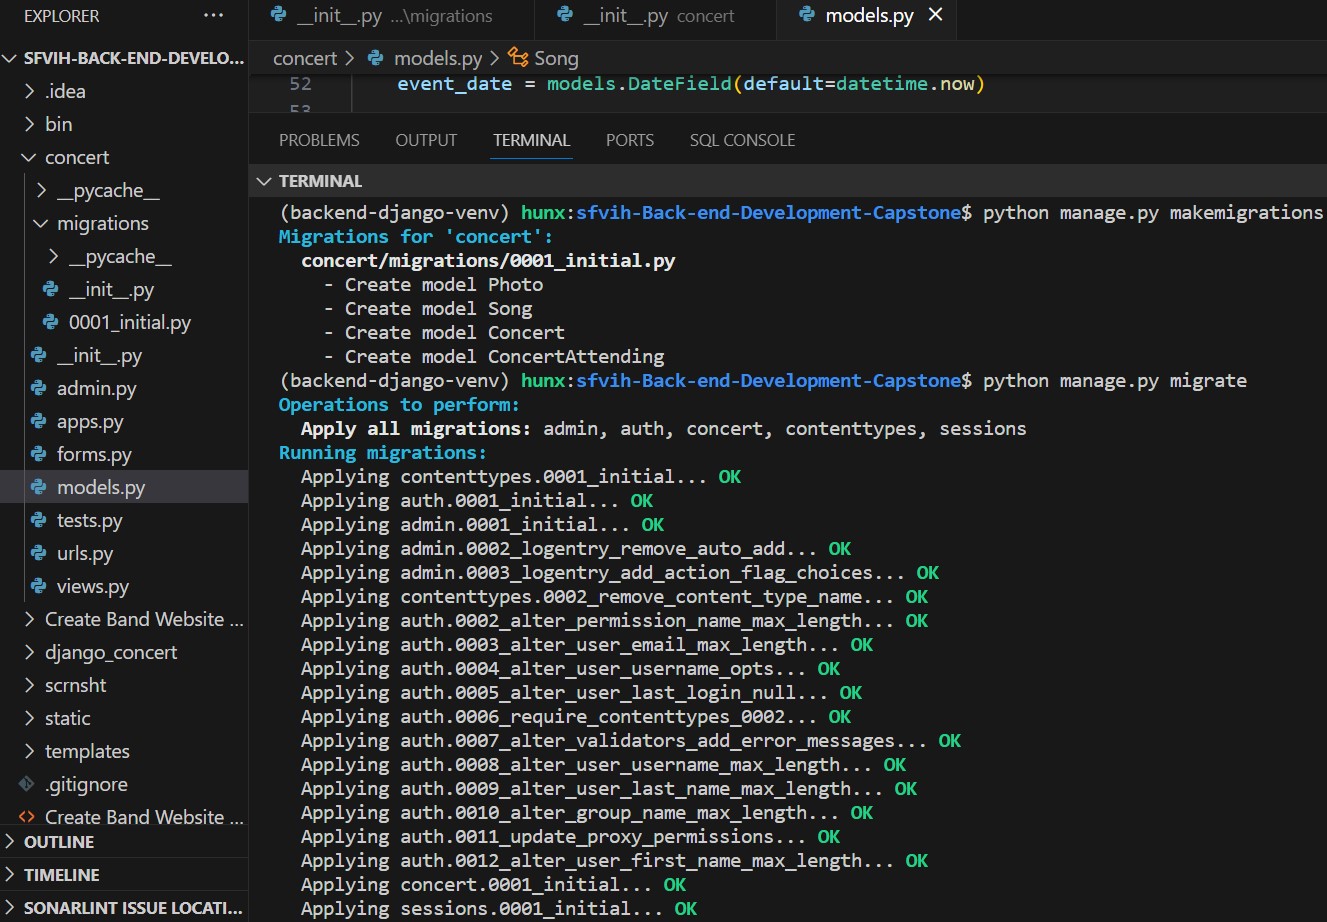 EXPLORER ...
SFVIH-BACK-END-DEVELO...
.idea
bin
concert
__pycache__
migrations
__pycache__
__init__.py
0001_initial.py
__init__.py
admin.py
apps.py
forms.py
models.py
tests.py
urls.py
views.py
Create Band Website ...
django_concert
scrnsht
static
templates
.gitignore
Create Band Website ...
OUTLINE
TIMELINE
SONARLINT ISSUE LOCATI...
__init__.py ...\migrations
__init__.py concert
models.py
concert > models.py > Song
52 event_date = models.DateField(default=datetime.now)
53
PROBLEMS OUTPUT TERMINAL PORTS SQL CONSOLE
TERMINAL
(backend-django-venv) hunx:sfvih-Back-end-Development-Capstone$ python manage.py makemigrations
Migrations for 'concert':
concert/migrations/0001_initial.py
- Create model Photo
- Create model Song
- Create model Concert
- Create model ConcertAttending
(backend-django-venv) hunx:sfvih-Back-end-Development-Capstone$ python manage.py migrate
Operations to perform:
Apply all migrations: admin, auth, concert, contenttypes, sessions
Running migrations:
Applying contenttypes.0001_initial... OK
Applying auth.0001_initial... OK
Applying admin.0001_initial... OK
Applying admin.0002_logentry_remove_auto_add... OK
Applying admin.0003_logentry_add_action_flag_choices... OK
Applying contenttypes.0002_remove_content_type_name... OK
Applying auth.0002_alter_permission_name_max_length... OK
Applying auth.0003_alter_user_email_max_length... OK
Applying auth.0004_alter_user_username_opts... OK
Applying auth.0005_alter_user_last_login_null... OK
Applying auth.0006_require_contenttypes_0002... OK
Applying auth.0007_alter_validators_add_error_messages... OK
Applying auth.0008_alter_user_username_max_length... OK
Applying auth.0009_alter_user_last_name_max_length... OK
Applying auth.0010_alter_group_name_max_length... OK
Applying auth.0011_update_proxy_permissions... OK
Applying auth.0012_alter_user_first_name_max_length... OK
Applying concert.0001_initial... OK
Applying sessions.0001_initial... OK